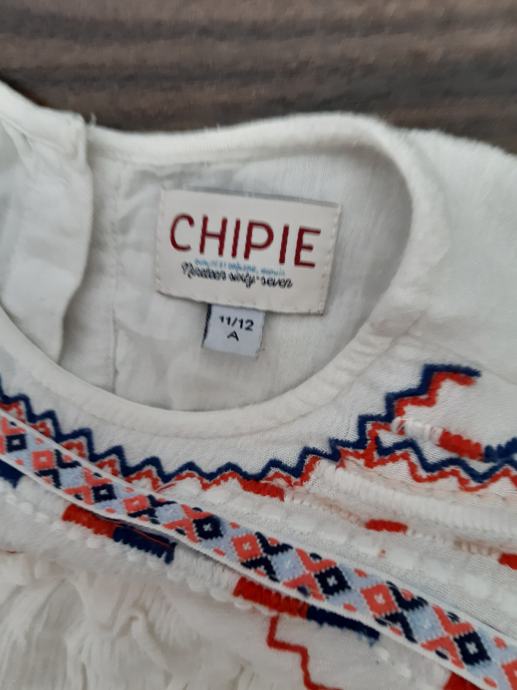 CHIPIE
Nineteen sixty-seven
11/12
A